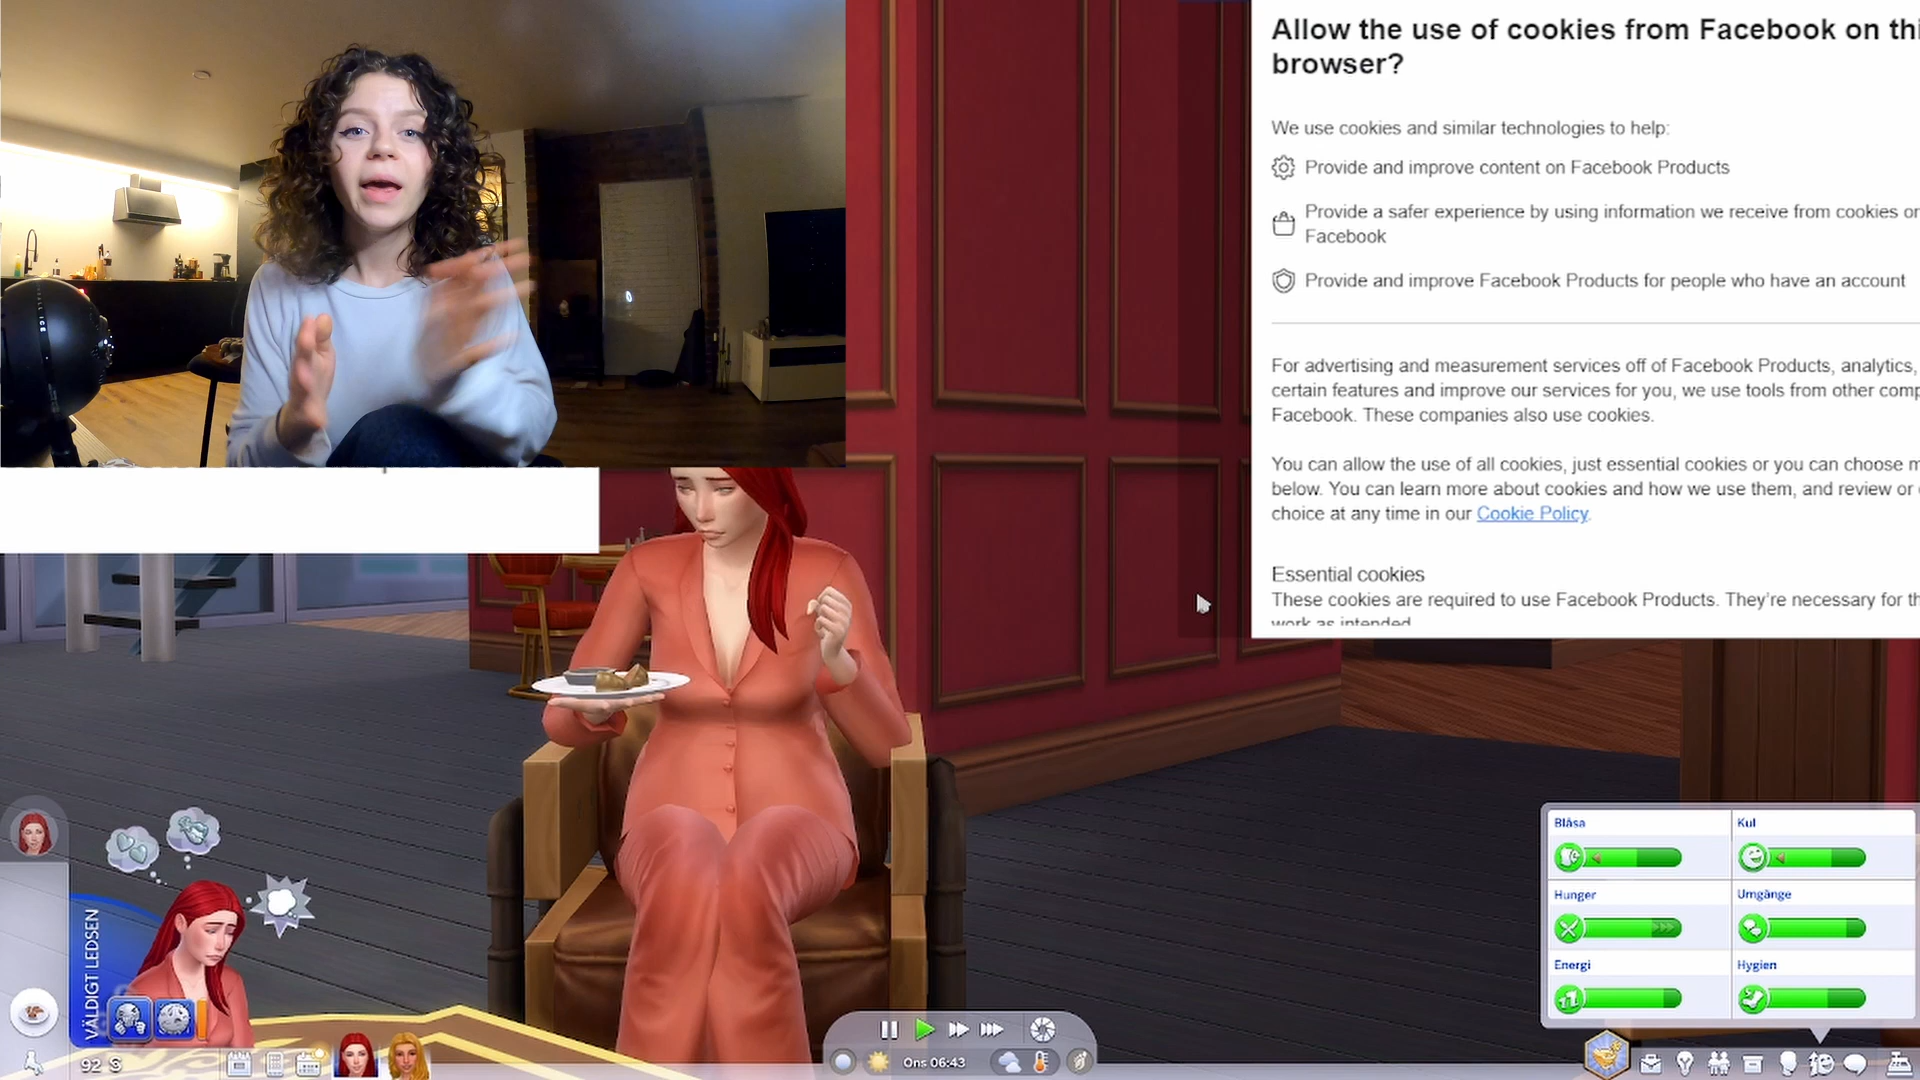 Allow the use of cookies from Facebook on thi
browser?
We use cookies and similar technologies to help:
Provide and improve content on Facebook Products
Provide a safer experience by using information we receive from cookies or
Facebook
Provide and improve Facebook Products for people who have an account
For advertising and measurement services off of Facebook Products, analytics,
certain features and improve our services for you, we use tools from other comp
Facebook. These companies also use cookies.
You can allow the use of all cookies, just essential cookies or you can choose m
below. You can learn more about cookies and how we use them, and review or
choice at any time in our Cookie Policy.
Essential cookies
These cookies are required to use Facebook Products. They're necessary for th
work as intended
Blåsa
Kul
Hunger
Umgänge
Energi
Hygien
VÄLDIGT LEDSEN
92 §
Ons 06:43